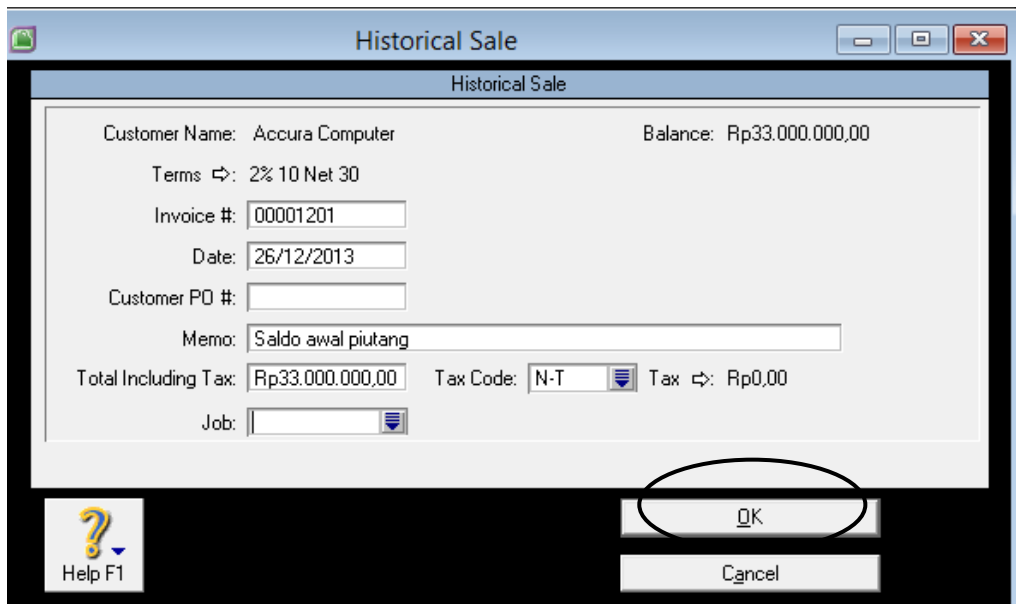 Historical Sale
Historical Sale
Customer Name: Accura Computer Balance: Rp33.000.000,00
Terms ⇨: 2% 10 Net 30
Invoice #: 00001201
Date: 26/12/2013
Customer PO #:
Memo: Saldo awal piutang
Total Including Tax: Rp33.000.000,00 Tax Code: N-T Tax ⇨: Rp0,00
Job:
OK
Help F1
Cancel